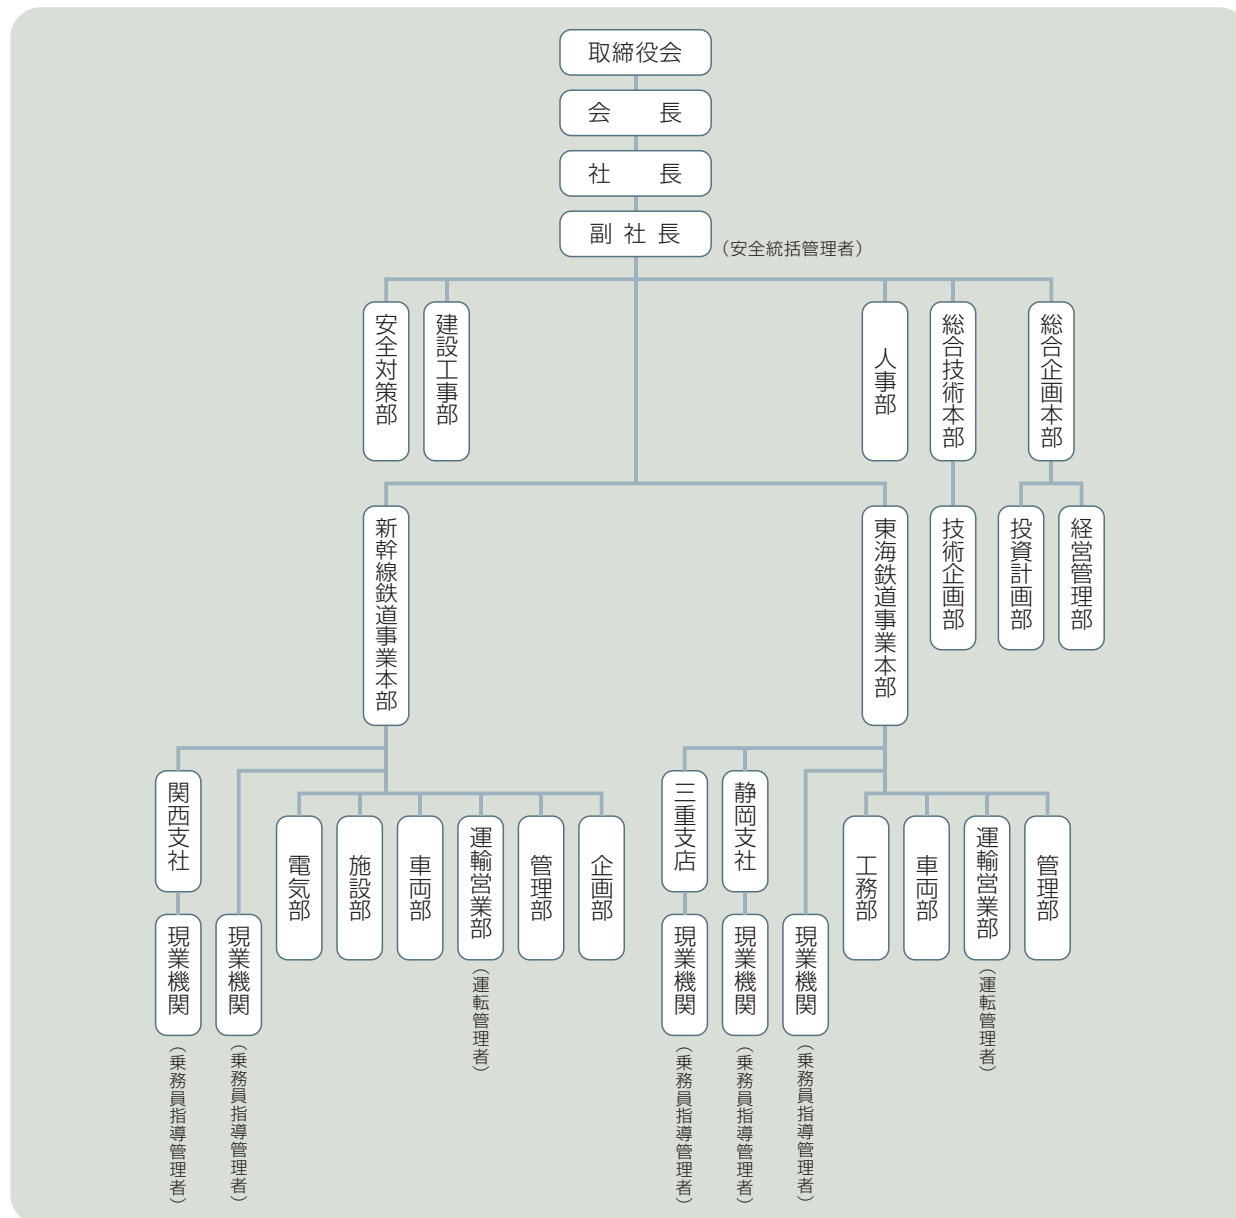 取締役会
会長
社長
副社長
（安全統括管理者）
安全対策部
建設工事部
人事部
総合技術本部
総合企画本部
新幹線鉄道事業本部
東海鉄道事業本部
技術企画部
投資計画部
経営管理部
関西支社
現業機関
（乗務員指導管理者）
現業機関
（乗務員指導管理者）
電気部
施設部
車両部
運輸営業部
（運転管理者）
管理部
企画部
三重支店
現業機関
（乗務員指導管理者）
静岡支社
現業機関
（乗務員指導管理者）
現業機関
（乗務員指導管理者）
工務部
車両部
運輸営業部
（運転管理者）
管理部